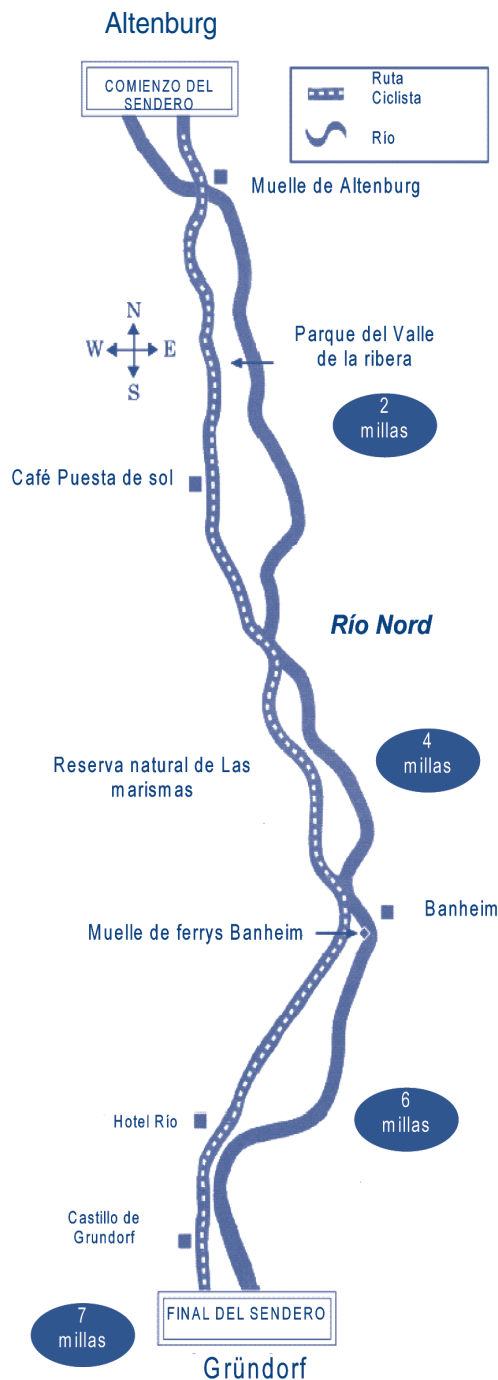 Altenburg
COMIENZO DEL
SENDERO
Ruta
Ciclista
Río
Muelle de Altenburg
N
W E
S
Parque del Valle
de la ribera
2
millas
Café Puesta de sol
Río Nord
4
millas
Reserva natural de Las
marismas
Banheim
Muelle de ferrys Banheim
6
millas
Hotel Río
Castillo de
Grundorf
7
millas
FINAL DEL SENDERO
Gründorf